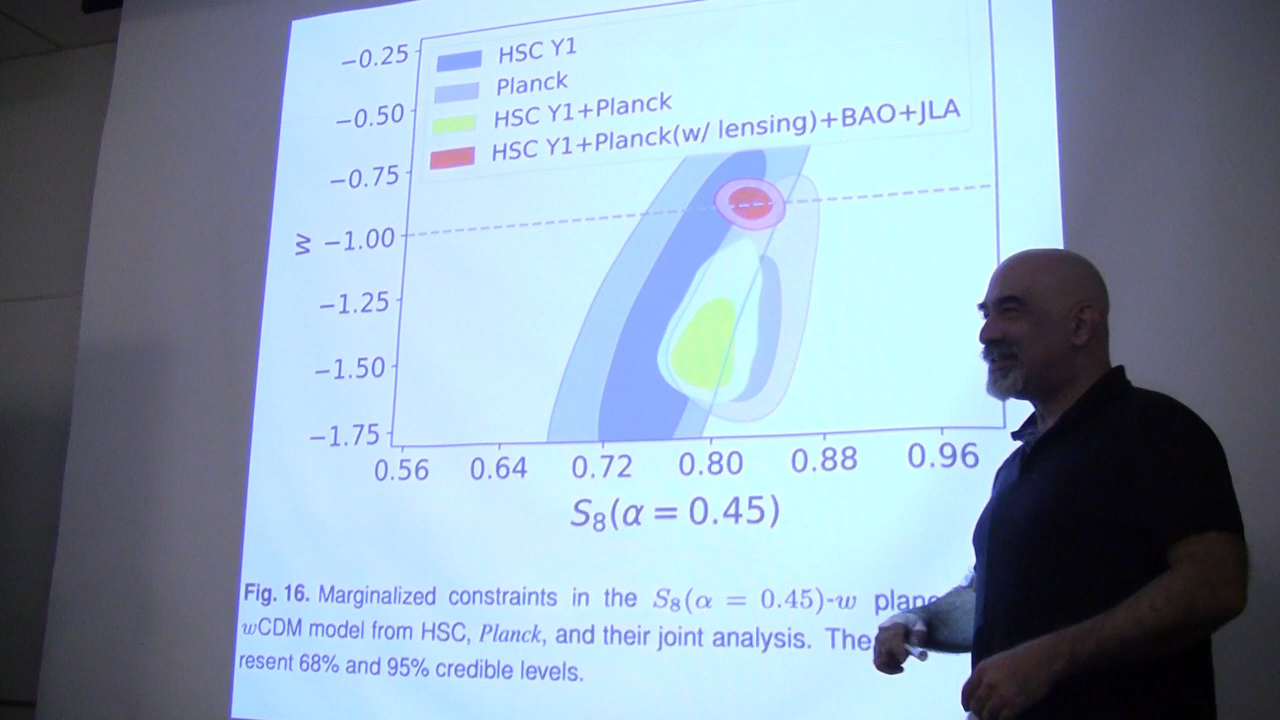 −0.25
−0.50
−0.75
−1.00
−1.25
−1.50
−1.75
w
HSC Y1
Planck
HSC Y1+Planck
HSC Y1+Planck(w/ lensing)+BAO+JLA
0.56 0.64 0.72 0.80 0.88 0.96
S₈(α = 0.45)
Fig. 16. Marginalized constraints in the S₈(α = 0.45)-w plane
wCDM model from HSC, Planck, and their joint analysis. The
resent 68% and 95% credible levels.